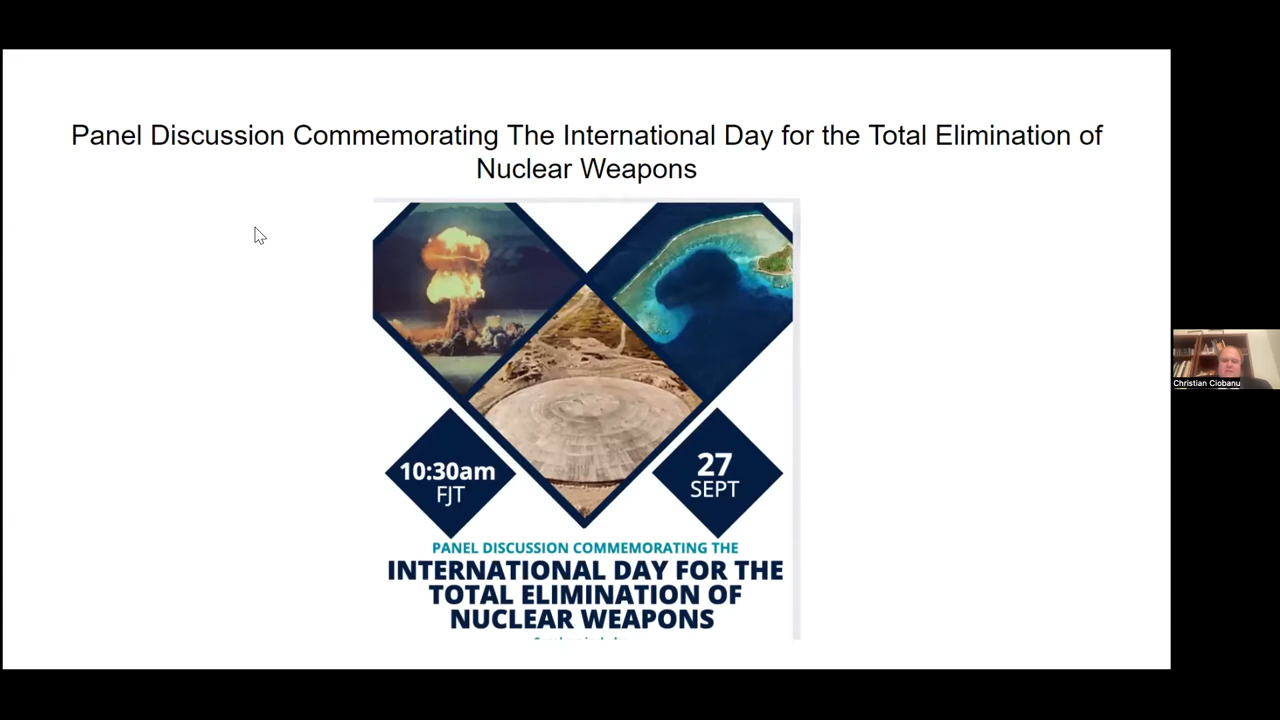 Panel Discussion Commemorating The International Day for the Total Elimination of
Nuclear Weapons
10:30am
FJT
27
SEPT
PANEL DISCUSSION COMMEMORATING THE
INTERNATIONAL DAY FOR THE
TOTAL ELIMINATION OF
NUCLEAR WEAPONS
Christian Ciobanu